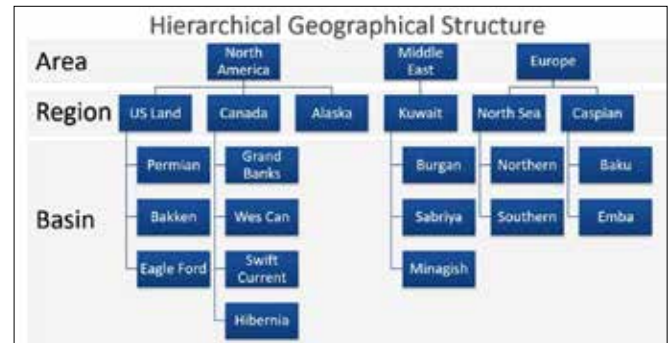 Hierarchical Geographical Structure
Area
North
America
Middle
East
Europe
Region
US Land
Canada
Alaska
Kuwait
North Sea
Caspian
Basin
Permian
Grand
Banks
Burgan
Northern
Baku
Bakken
Wes Can
Sabriya
Southern
Emba
Eagle Ford
Swift
Current
Minagish
Hibernia